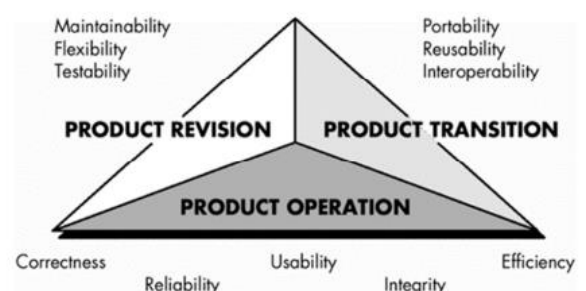 Maintainability
Flexibility
Testability
Portability
Reusability
Interoperability
PRODUCT REVISION
PRODUCT TRANSITION
PRODUCT OPERATION
Correctness
Usability
Efficiency
Reliability
Integrity